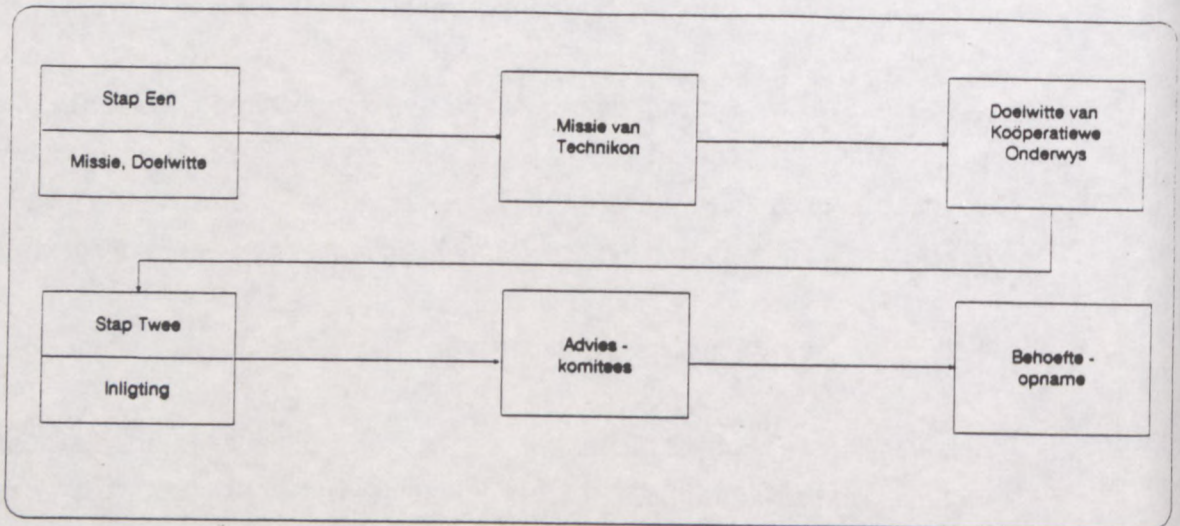 Stap Een
Missie, Doelwitte
Missie van
Technikon
Doelwitte van
Koöperatiewe
Onderwys
Stap Twee
Inligting
Advies -
komitees
Behoefte -
opname